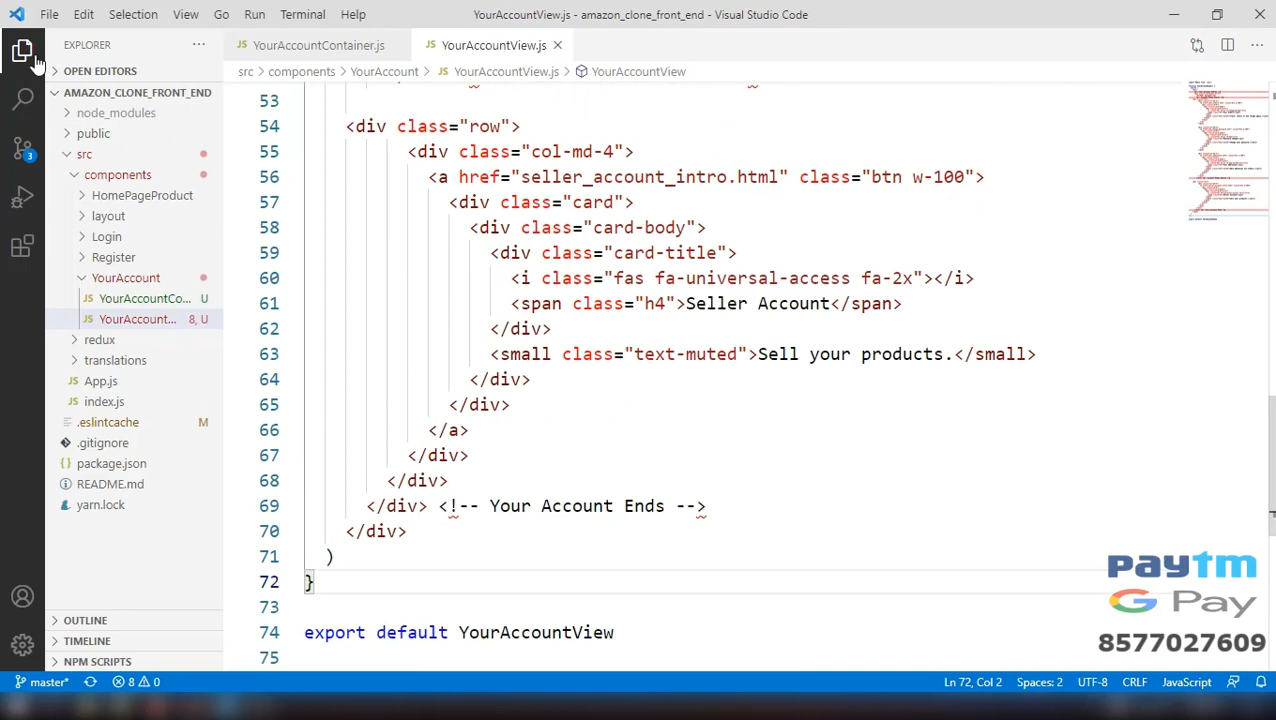 File Edit Selection View Go Run Terminal Help YourAccountView.js - amazon_clone_front_end - Visual Studio Code
EXPLORER
OPEN EDITORS
AMAZON_CLONE_FRONT_END
node_modules
public
src
components
HomePageProduct
layout
Login
Register
YourAccount
YourAccountCo... U
YourAccount... 8, U
redux
translations
App.js
index.js
.eslintcache M
.gitignore
package.json
README.md
yarn.lock
OUTLINE
TIMELINE
NPM SCRIPTS
3
JS YourAccountContainer.js JS YourAccountView.js
src > components > YourAccount > JS YourAccountView.js > YourAccountView
53
54 <div class="row">
55 <div class="col-md-4">
56 <a href="seller_account_intro.html" class="btn w-100">
57 <div class="card">
58 <div class="card-body">
59 <div class="card-title">
60 <i class="fas fa-universal-access fa-2x"></i>
61 <span class="h4">Seller Account</span>
62 </div>
63 <small class="text-muted">Sell your products.</small>
64 </div>
65 </div>
66 </a>
67 </div>
68 </div>
69 </div> <!-- Your Account Ends -->
70 </div>
71 )
72 }
73
74 export default YourAccountView
75
paytm
G Pay
8577027609
master* 8 0 Ln 72, Col 2 Spaces: 2 UTF-8 CRLF JavaScript